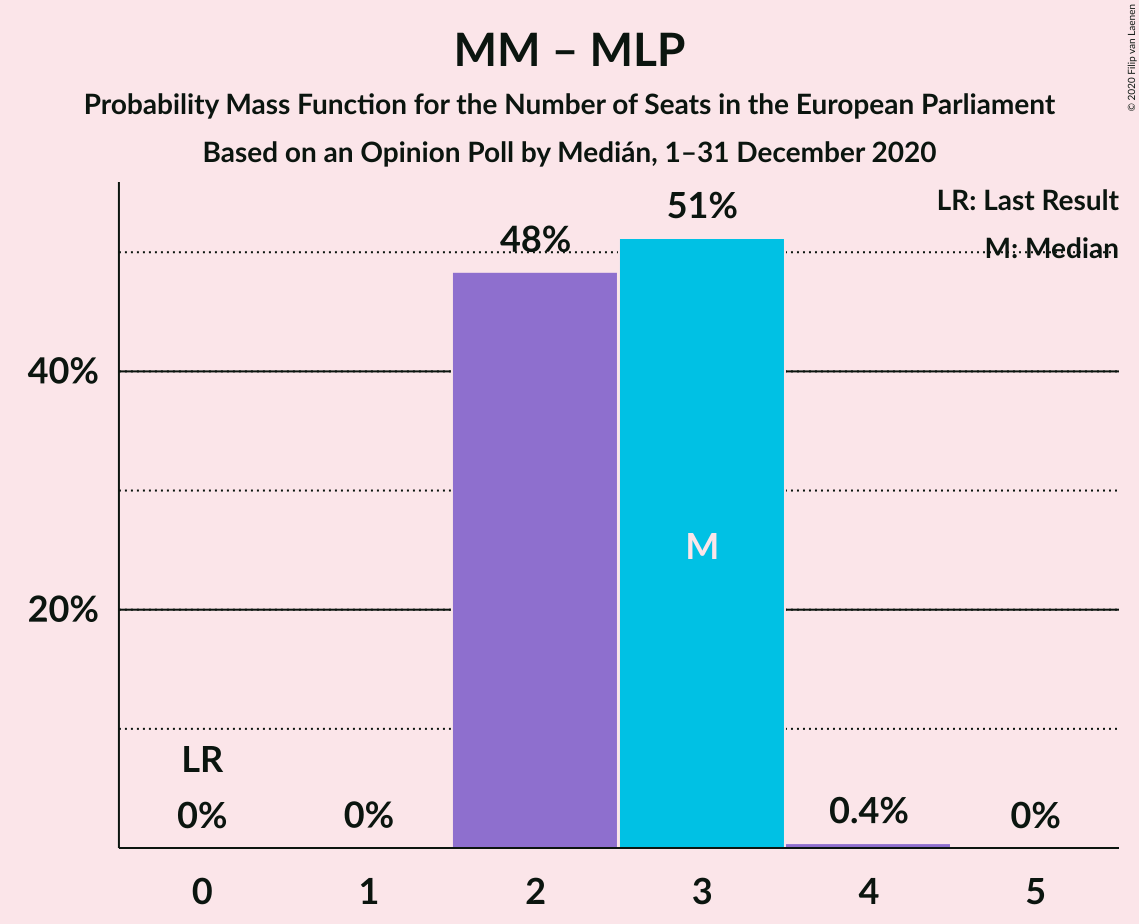 MM – MLP
Probability Mass Function for the Number of Seats in the European Parliament
Based on an Opinion Poll by Medián, 1–31 December 2020
© 2020 Filip van Laenen
LR: Last Result
M: Median
51%
48%
40%
20%
M
LR
0%
0%
0.4%
0%
0
1
2
3
4
5